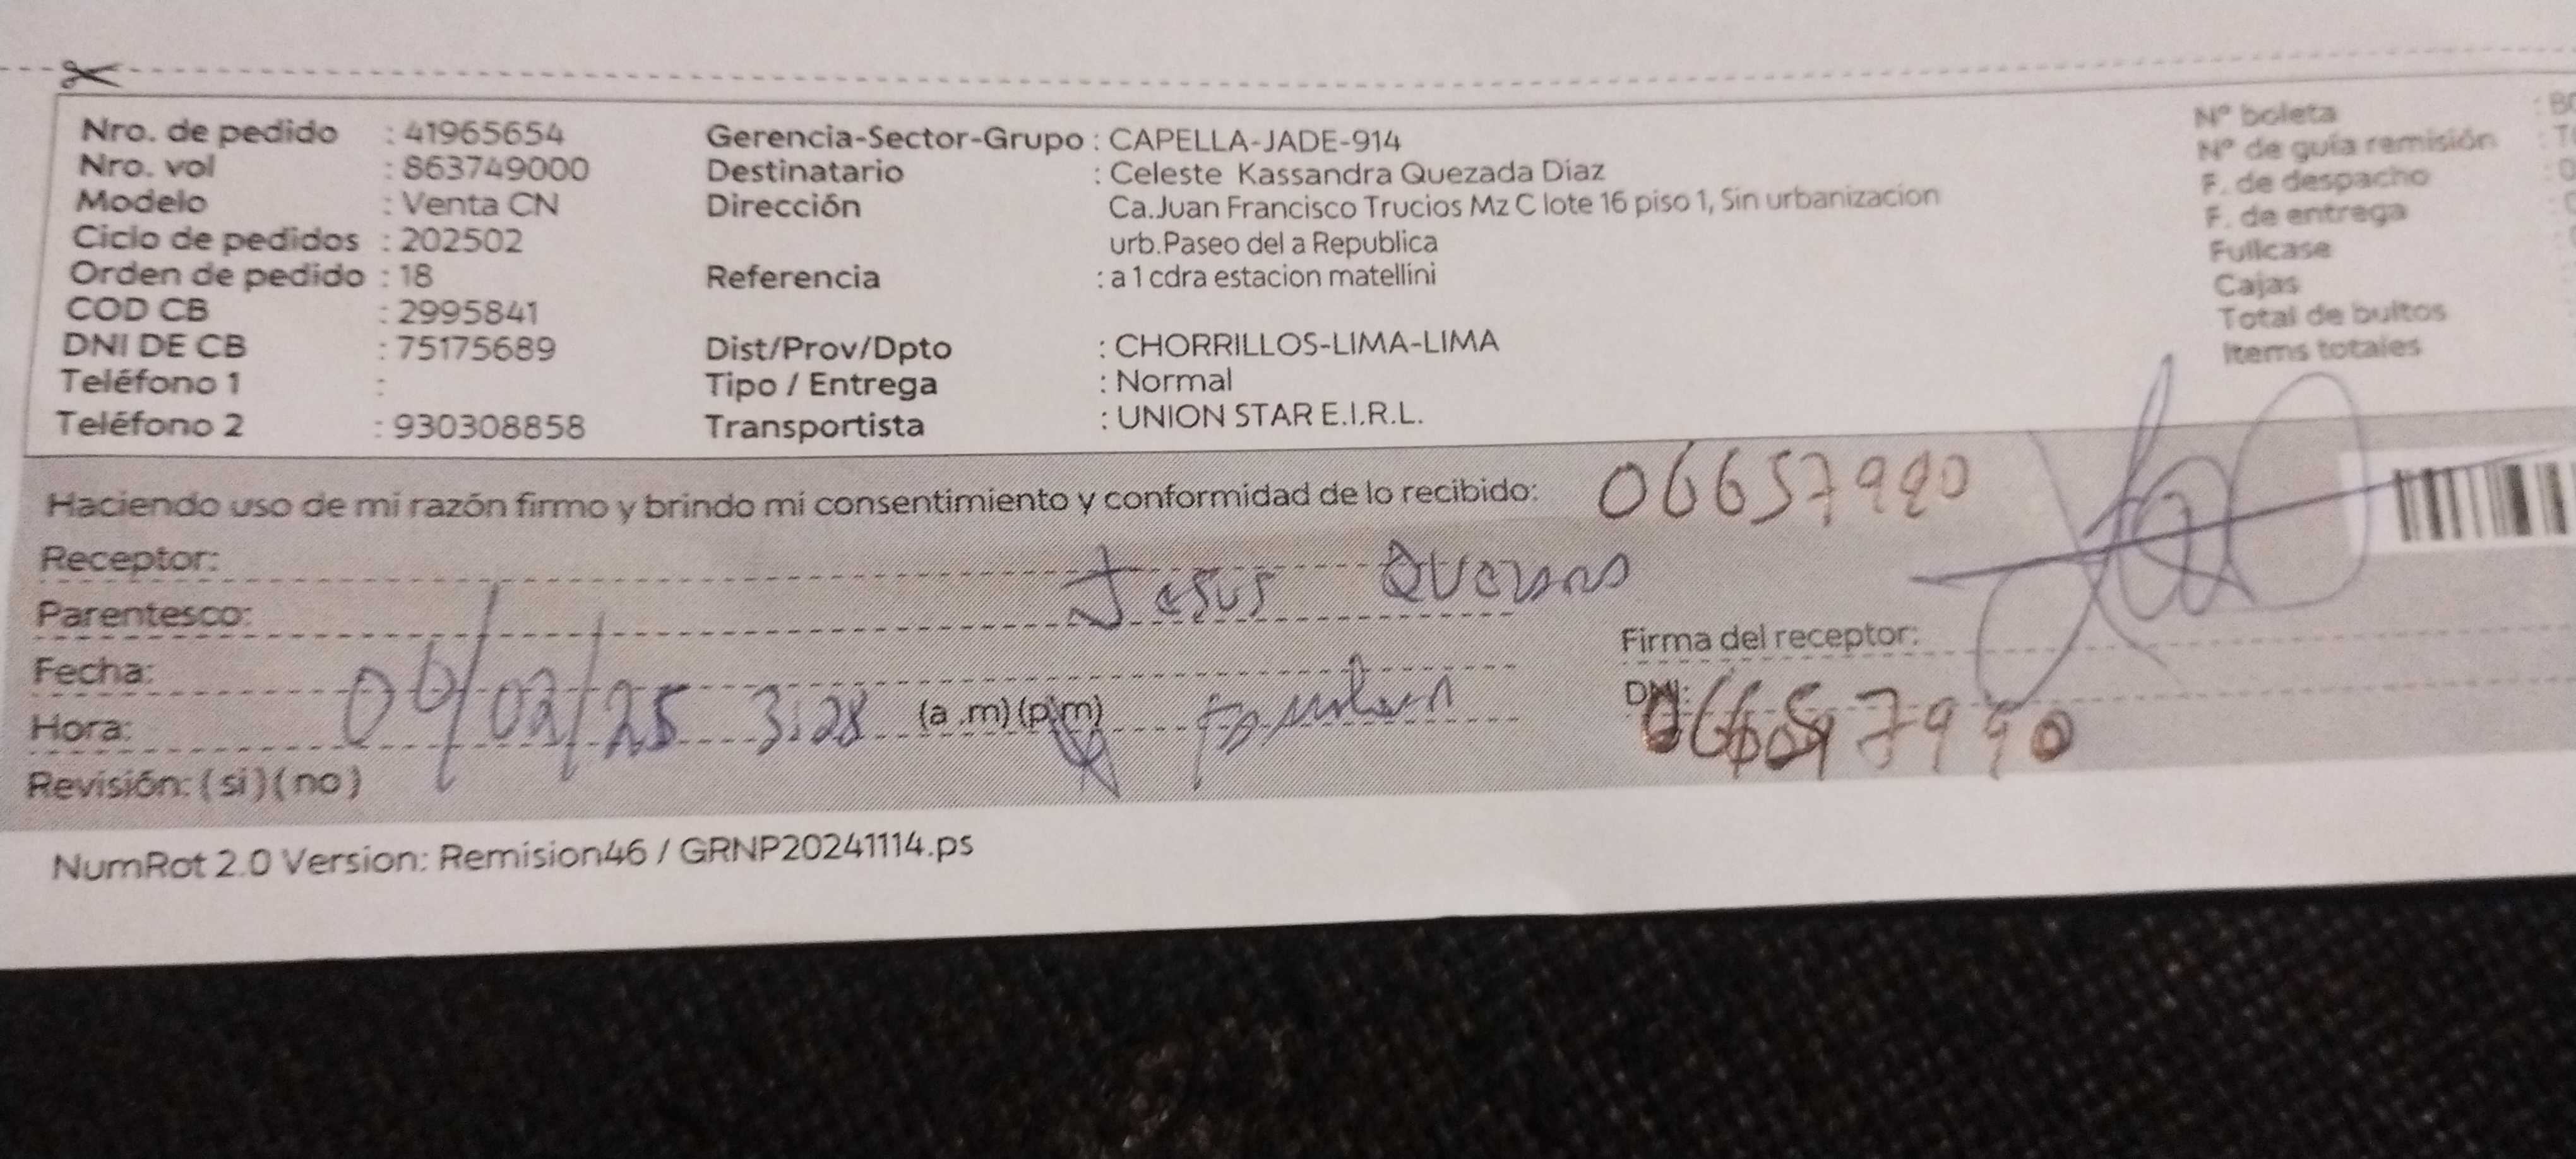 Nro. de pedido : 41965654
Nro. vol : 863749000
Modelo : Venta CN
Ciclo de pedidos : 202502
Orden de pedido : 18
COD CB : 2995841
DNI DE CB : 75175689
Teléfono 1 :
Teléfono 2 : 930308858
Gerencia-Sector-Grupo : CAPELLA-JADE-914
Destinatario : Celeste Kassandra Quezada Diaz
Dirección Ca.Juan Francisco Trucios Mz C lote 16 piso 1, Sin urbanizacion
urb.Paseo del a Republica
Referencia : a 1 cdra estacion matellini
Dist/Prov/Dpto : CHORRILLOS-LIMA-LIMA
Tipo / Entrega : Normal
Transportista : UNION STAR E.I.R.L.
Nº boleta :
Nº de guía remisión :
F. de despacho :
F. de entrega :
Fullcase
Cajas
Total de bultos
Items totales
Haciendo uso de mi razón firmo y brindo mi consentimiento y conformidad de lo recibido: 06657990
Receptor: Jesus
Parentesco:
Fecha:
Hora: 3:28 (a .m) (p.m)
Revisión: ( si ) ( no )
Firma del receptor:
DNI:
NumRot 2.0 Version: Remision46 / GRNP20241114.ps